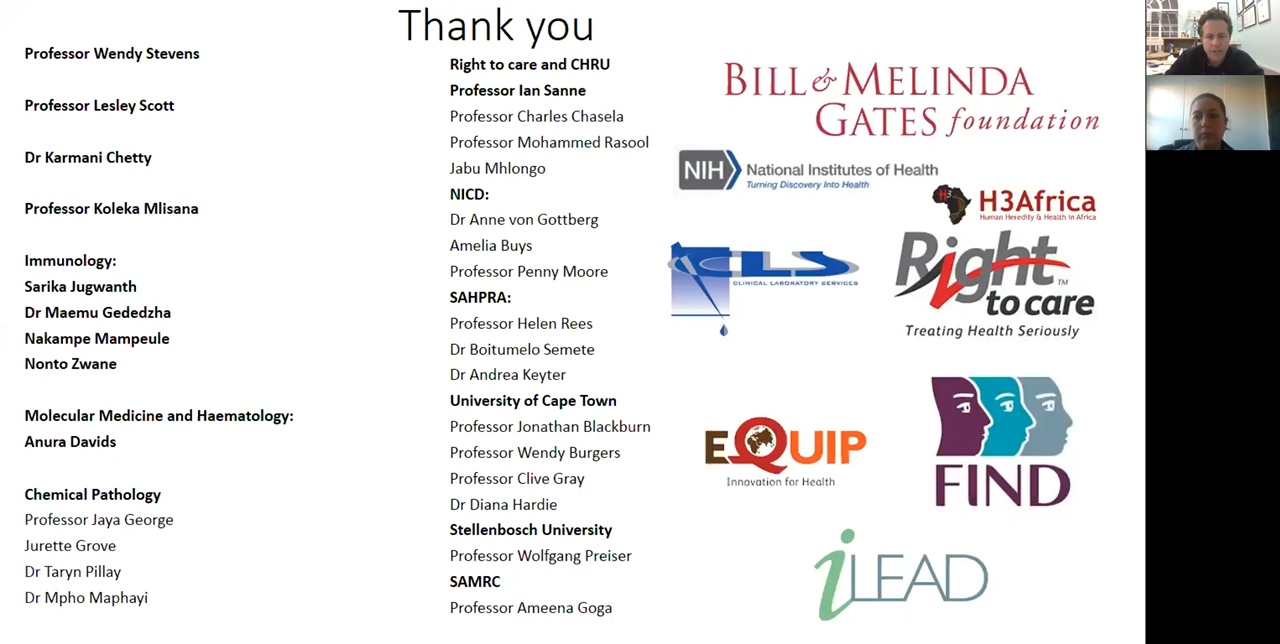 Thank you
Professor Wendy Stevens
Professor Lesley Scott
Dr Karmani Chetty
Professor Koleka Mlisana
Immunology:
Sarika Jugwanth
Dr Maemu Gededzha
Nakampe Mampeule
Nonto Zwane
Molecular Medicine and Haematology:
Anura Davids
Chemical Pathology
Professor Jaya George
Jurette Grove
Dr Taryn Pillay
Dr Mpho Maphayi
Right to care and CHRU
Professor Ian Sanne
Professor Charles Chasela
Professor Mohammed Rasool
Jabu Mhlongo
NICD:
Dr Anne von Gottberg
Amelia Buys
Professor Penny Moore
SAHPRA:
Professor Helen Rees
Dr Boitumelo Semete
Dr Andrea Keyter
University of Cape Town
Professor Jonathan Blackburn
Professor Wendy Burgers
Professor Clive Gray
Dr Diana Hardie
Stellenbosch University
Professor Wolfgang Preiser
SAMRC
Professor Ameena Goga
BILL & MELINDA
GATES foundation
NIH National Institutes of Health
Turning Discovery Into Health
H3 H3Africa
Human Heredity & Health in Africa
CLS
CLINICAL LABORATORY SERVICES
Right TM
to care
Treating Health Seriously
EQUIP
Innovation for Health
FIND
iLEAD